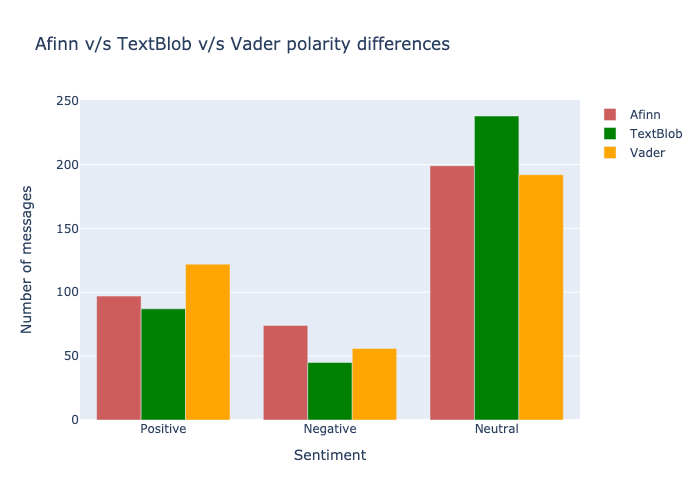 Afinn v/s TextBlob v/s Vader polarity differences
250
200
150
100
50
0
Number of messages
Positive
Negative
Neutral
Sentiment
Afinn
TextBlob
Vader